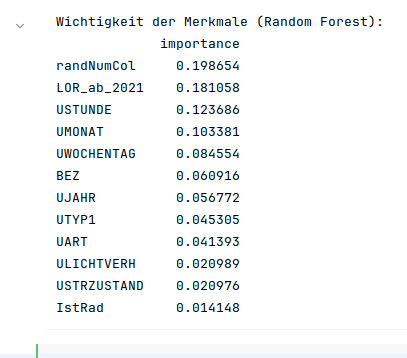 Wichtigkeit der Merkmale (Random Forest):
importance
randNumCol 0.198654
LOR_ab_2021 0.181058
USTUNDE 0.123686
UMONAT 0.103381
UWOCHENTAG 0.084554
BEZ 0.060916
UJAHR 0.056772
UTYP1 0.045305
UART 0.041393
ULICHTVERH 0.020989
USTRZUSTAND 0.020976
IstRad 0.014148